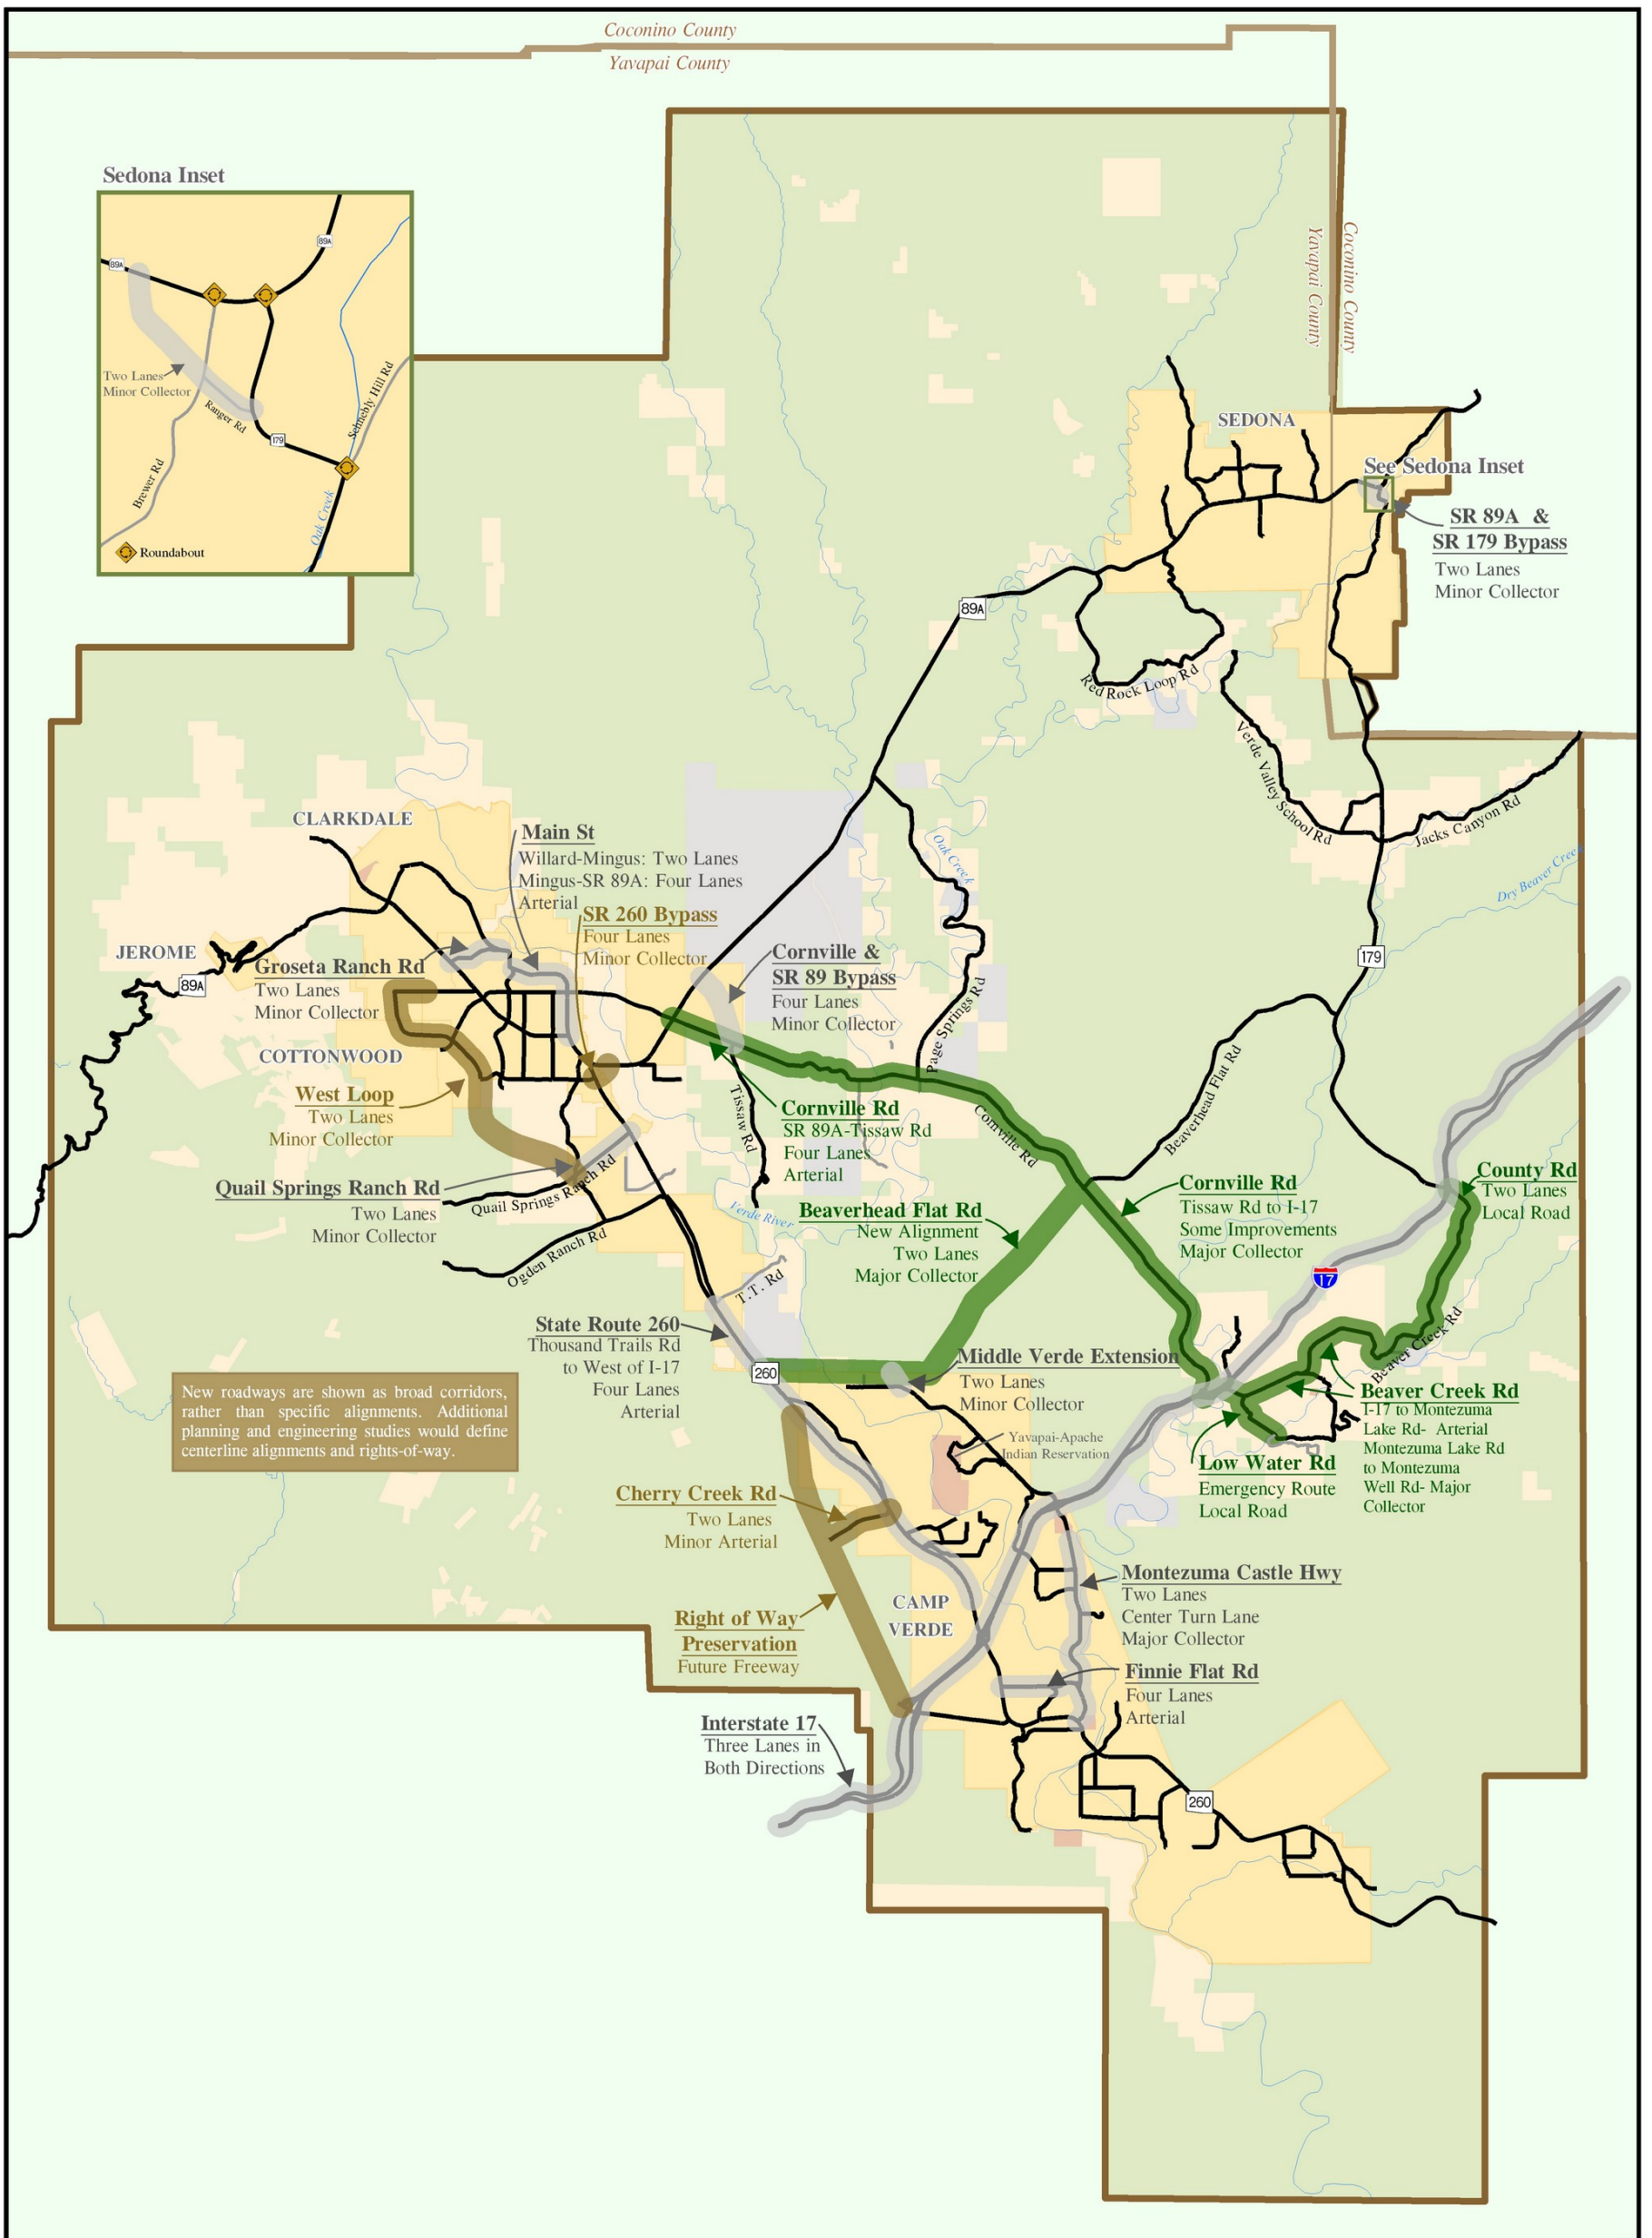 Coconino County
Yavapai County
Sedona Inset
89A
89A
Two Lanes
Minor Collector
Ranger Rd
Schnebly Hill Rd
179
Brewer Rd
Oak Creek
Roundabout
Yavapai County
Coconino County
SEDONA
See Sedona Inset
SR 89A &
SR 179 Bypass
Two Lanes
Minor Collector
89A
Red Rock Loop Rd
Verde Valley School Rd
Jacks Canyon Rd
Dry Beaver Creek
Oak Creek
CLARKDALE
Main St
Willard-Mingus: Two Lanes
Mingus-SR 89A: Four Lanes
Arterial
SR 260 Bypass
Four Lanes
Minor Collector
JEROME
89A
Groseta Ranch Rd
Two Lanes
Minor Collector
Cornville &
SR 89 Bypass
Four Lanes
Minor Collector
179
Page Springs Rd
COTTONWOOD
West Loop
Two Lanes
Minor Collector
Tissaw Rd
Cornville Rd
SR 89A-Tissaw Rd
Four Lanes
Arterial
Cornville Rd
Beaverhead Flat Rd
Quail Springs Ranch Rd
Two Lanes
Minor Collector
Quail Springs Ranch Rd
Ogden Ranch Rd
Verde River
Beaverhead Flat Rd
New Alignment
Two Lanes
Major Collector
Cornville Rd
Tissaw Rd to I-17
Some Improvements
Major Collector
County Rd
Two Lanes
Local Road
17
T.T. Rd
State Route 260
Thousand Trails Rd
to West of I-17
Four Lanes
Arterial
260
Middle Verde Extension
Two Lanes
Minor Collector
Beaver Creek Rd
Beaver Creek Rd
I-17 to Montezuma
Lake Rd- Arterial
Montezuma Lake Rd
to Montezuma
Well Rd- Major
Collector
New roadways are shown as broad corridors,
rather than specific alignments. Additional
planning and engineering studies would define
centerline alignments and rights-of-way.
Yavapai-Apache
Indian Reservation
Low Water Rd
Emergency Route
Local Road
Cherry Creek Rd
Two Lanes
Minor Arterial
Right of Way
Preservation
Future Freeway
CAMP
VERDE
Montezuma Castle Hwy
Two Lanes
Center Turn Lane
Major Collector
Finnie Flat Rd
Four Lanes
Arterial
Interstate 17
Three Lanes in
Both Directions
260